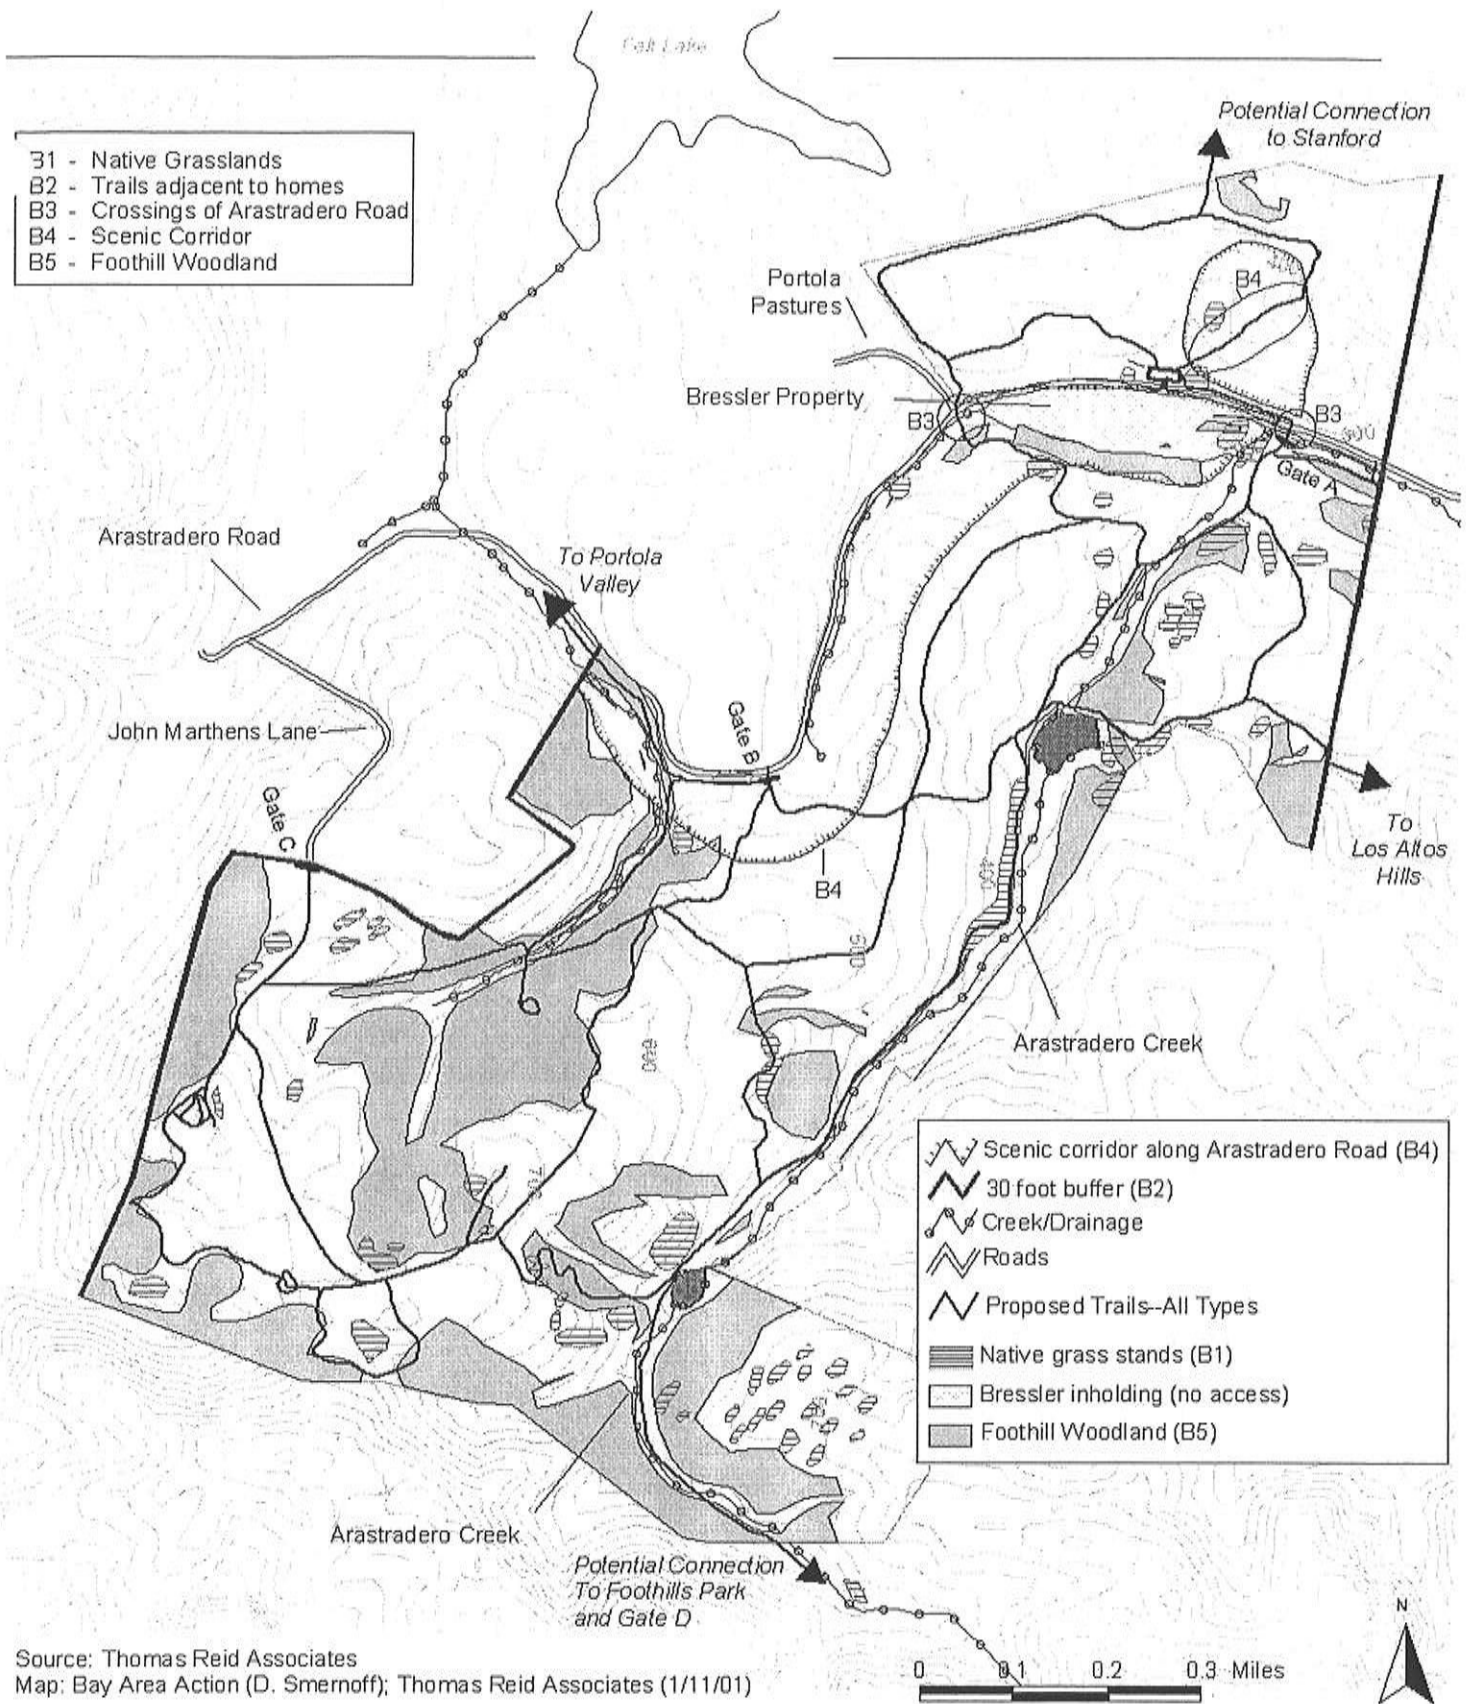 Felt Lake
Potential Connection
to Stanford
B1 - Native Grasslands
B2 - Trails adjacent to homes
B3 - Crossings of Arastradero Road
B4 - Scenic Corridor
B5 - Foothill Woodland
B4
Portola
Pastures
Bressler Property
B3
B3
Gate A
Arastradero Road
To Portola
Valley
John Marthens Lane
Gate B
Gate C
To
Los Altos
Hills
B4
400
500
600
Arastradero Creek
Scenic corridor along Arastradero Road (B4)
30 foot buffer (B2)
Creek/Drainage
Roads
Proposed Trails--All Types
Native grass stands (B1)
Bressler inholding (no access)
Foothill Woodland (B5)
Arastradero Creek
Potential Connection
To Foothills Park
and Gate D
N
Source: Thomas Reid Associates
Map: Bay Area Action (D. Smernoff); Thomas Reid Associates (1/11/01)
0 0.1 0.2 0.3 Miles